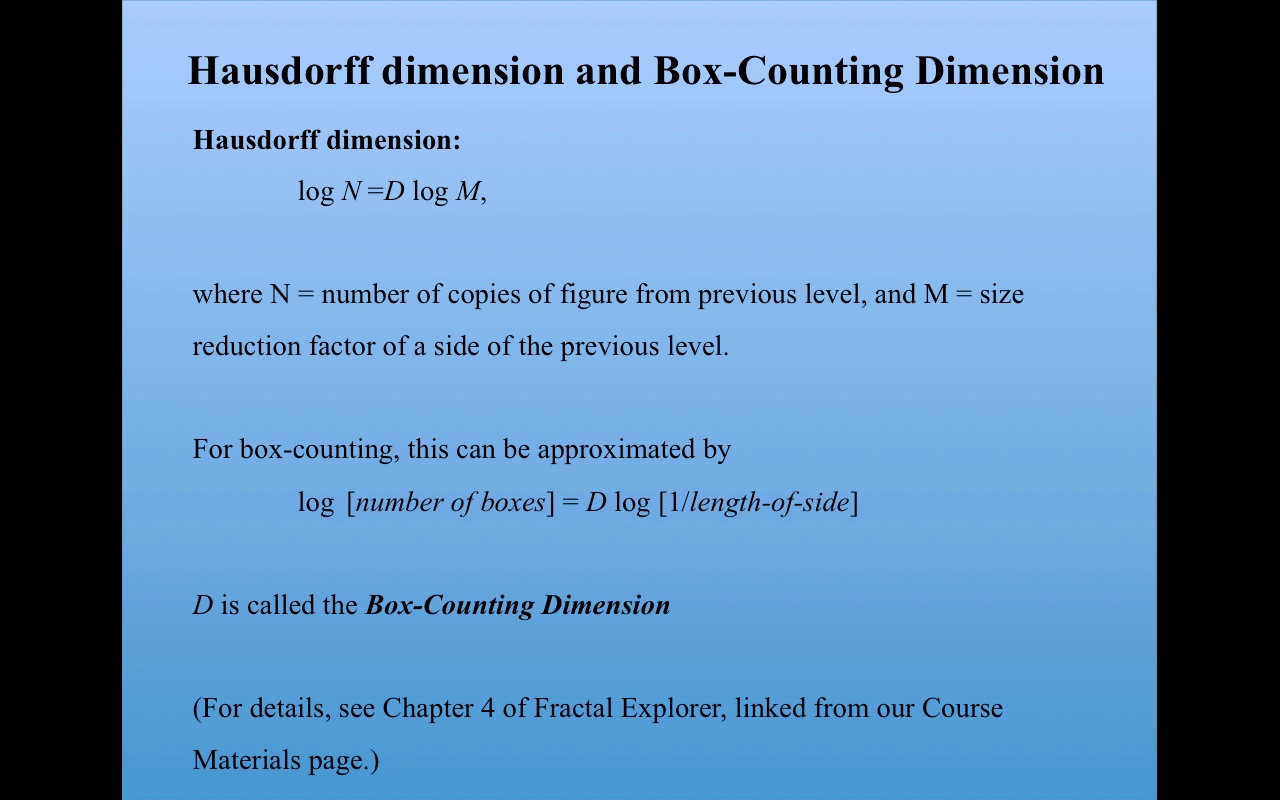 Hausdorff dimension and Box-Counting Dimension
Hausdorff dimension:
log N =D log M,
where N = number of copies of figure from previous level, and M = size
reduction factor of a side of the previous level.
For box-counting, this can be approximated by
log [number of boxes] = D log [1/length-of-side]
D is called the Box-Counting Dimension
(For details, see Chapter 4 of Fractal Explorer, linked from our Course
Materials page.)